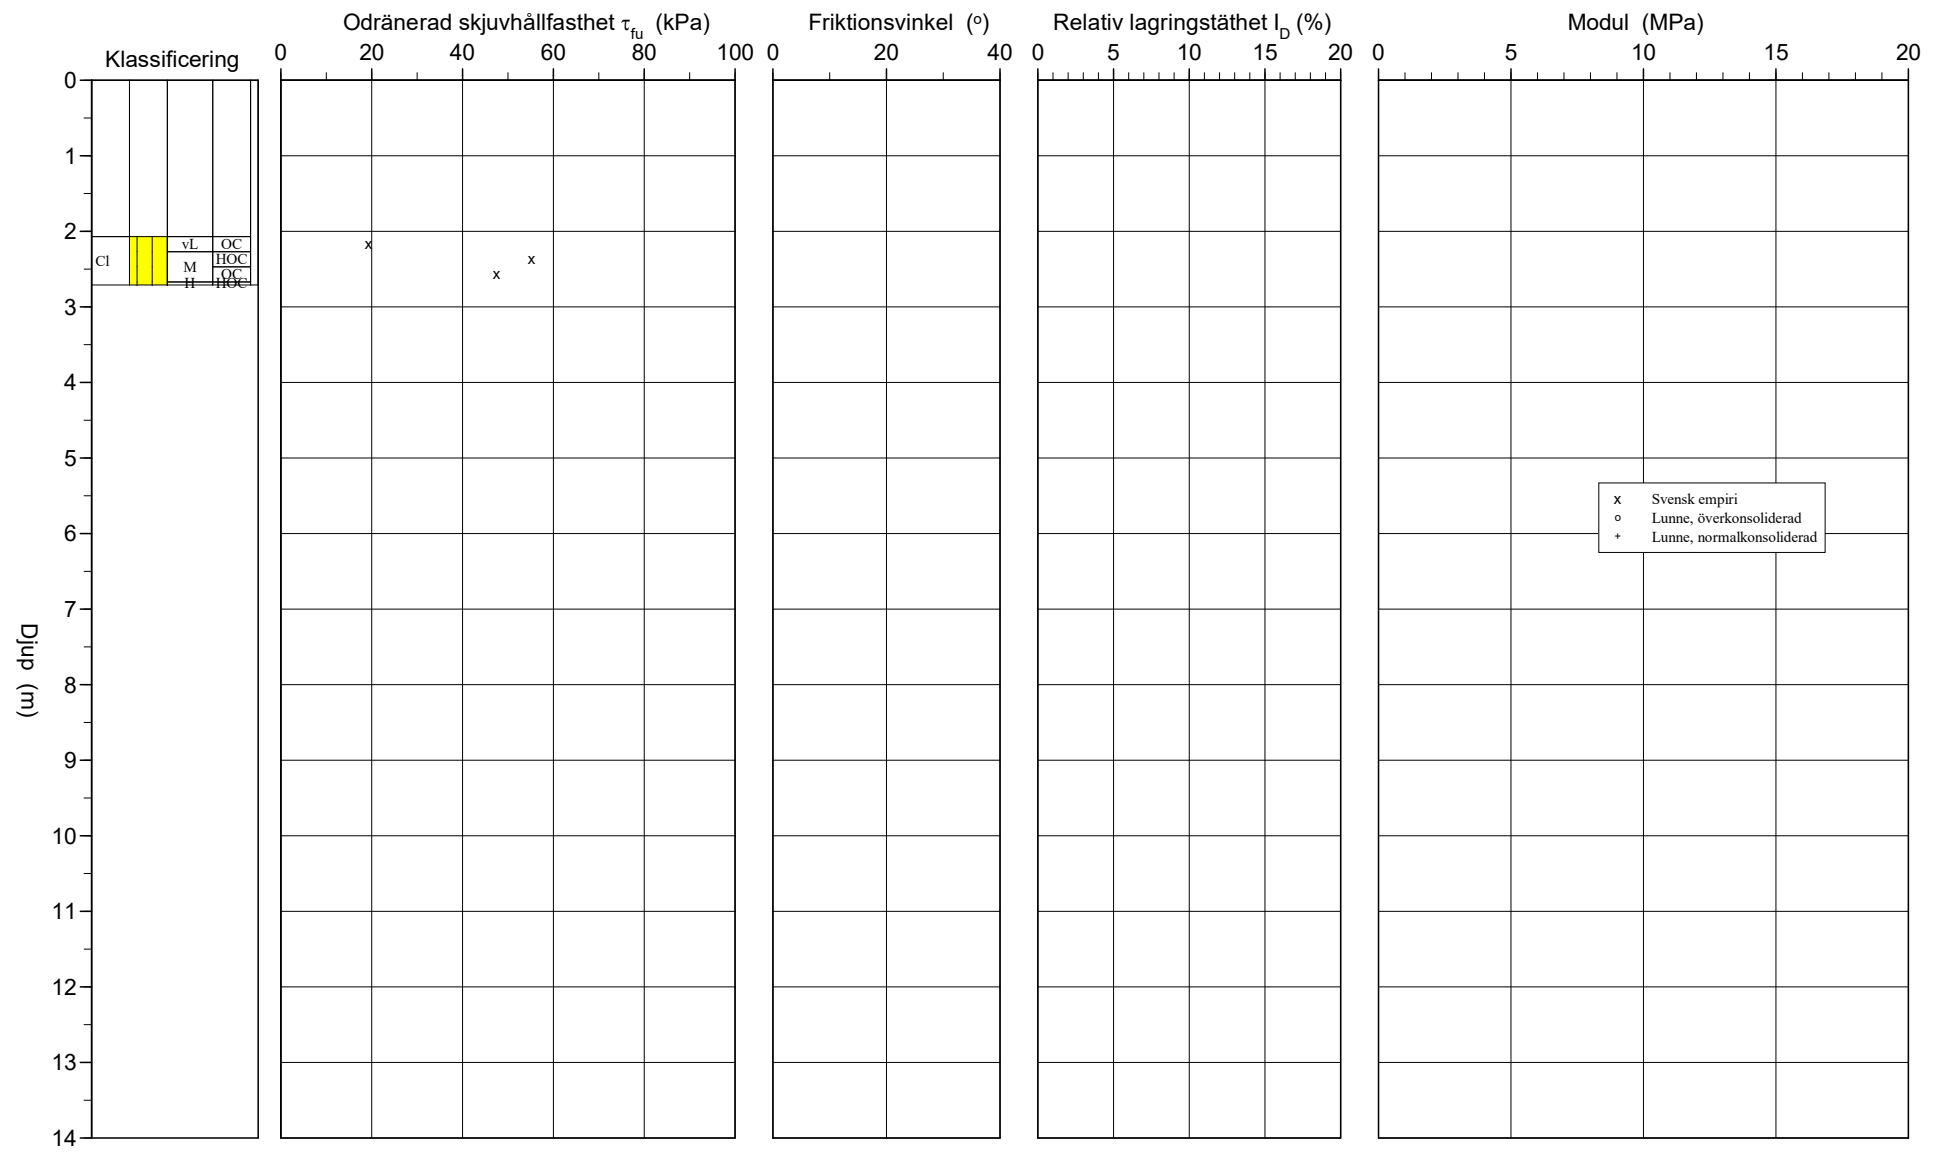 Odränerad skjuvhållfasthet τfu (kPa) Friktionsvinkel (o) Relativ lagringstäthet ID (%) Modul (MPa)
Klassificering 0 20 40 60 80 100 0 20 40 0 5 10 15 20 0 5 10 15 20
0
1
2
vL OC
x
Cl HOC
x
M
OC
x
H HOC
3
4
5
x Svensk empiri
o Lunne, överkonsoliderad
6
+ Lunne, normalkonsoliderad
7
Djup (m)
8
9
10
11
12
13
14